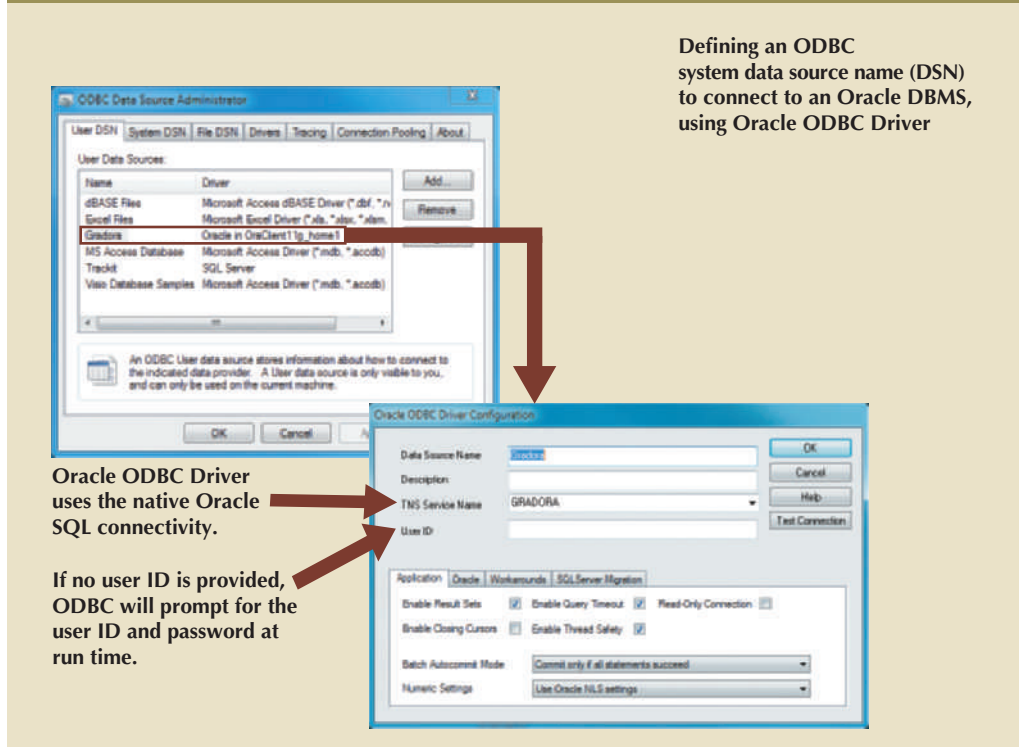 Defining an ODBC
system data source name (DSN)
to connect to an Oracle DBMS,
using Oracle ODBC Driver
ODBC Data Source Administrator
User DSN System DSN File DSN Drivers Tracing Connection Pooling About
User Data Sources:
Name Driver
Add...
dBASE Files Microsoft Access dBASE Driver (*.dbf, *.n
Remove
Excel Files Microsoft Excel Driver (*.xls, *.xlsx, *.xlsm,
Gradora Oracle in OraClient11g_home1
MS Access Database Microsoft Access Driver (*.mdb, *.accdb)
Trackit SQL Server
Visio Database Samples Microsoft Access Driver (*.mdb, *.accdb)
An ODBC User data source stores information about how to connect to
the indicated data provider. A User data source is only visible to you,
and can only be used on the current machine.
OK Cancel
Oracle ODBC Driver
uses the native Oracle
SQL connectivity.
If no user ID is provided,
ODBC will prompt for the
user ID and password at
run time.
Oracle ODBC Driver Configuration
Data Source Name Gradora
OK
Description
Cancel
TNS Service Name GRADORA
Help
User ID
Test Connection
Application Oracle Workarounds SQLServer Migration
Enable Result Sets Enable Query Timeout Read-Only Connection
Enable Closing Cursors Enable Thread Safety
Batch Autocommit Mode Commit only if all statements succeed
Numeric Settings Use Oracle NLS settings